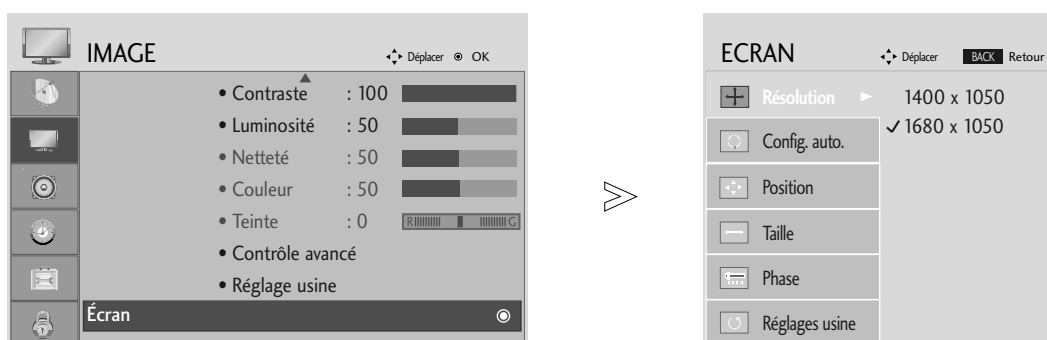 IMAGE
Déplacer OK
• Contraste : 100
• Luminosité : 50
• Netteté : 50
• Couleur : 50
• Teinte : 0 R G
• Contrôle avancé
• Réglage usine
Écran
ECRAN
Déplacer BACK Retour
Résolution
1400 x 1050
✓ 1680 x 1050
Config. auto.
Position
Taille
Phase
Réglages usine